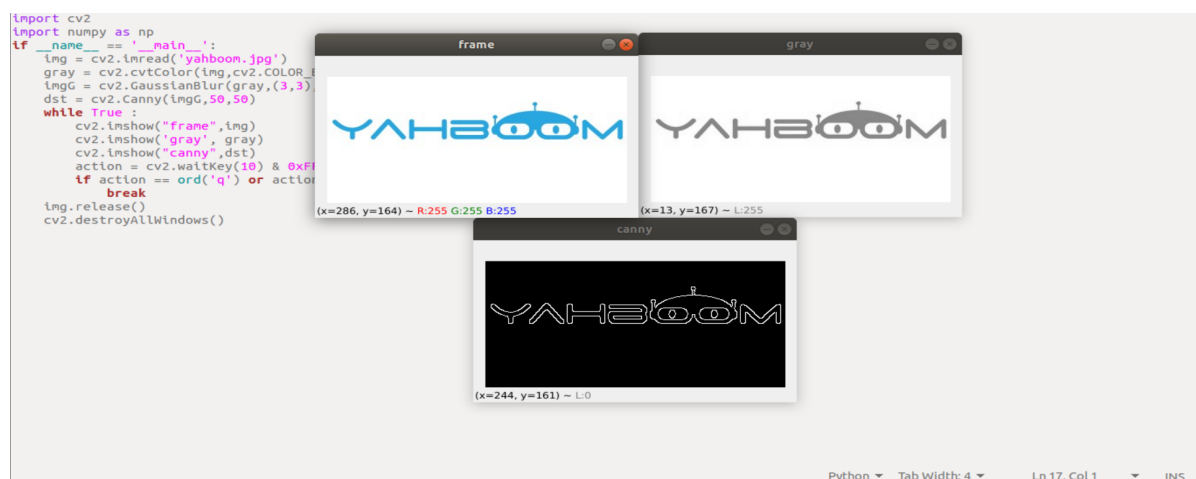 import cv2
import numpy as np
if __name__ == '__main__':
    img = cv2.imread('yahboom.jpg')
    gray = cv2.cvtColor(img,cv2.COLOR_
    imgG = cv2.GaussianBlur(gray,(3,3)
    dst = cv2.Canny(imgG,50,50)
    while True :
        cv2.imshow("frame",img)
        cv2.imshow('gray', gray)
        cv2.imshow("canny",dst)
        action = cv2.waitKey(10) & 0xF
        if action == ord('q') or action
            break
    img.release()
    cv2.destroyAllWindows()
frame
YAHBOOM
(x=286, y=164) ~ R:255 G:255 B:255
gray
YAHBOOM
(x=13, y=167) ~ L:255
canny
YAHBOOM
(x=244, y=161) ~ L:0
Python Tab Width: 4 Ln 17, Col 1 INS